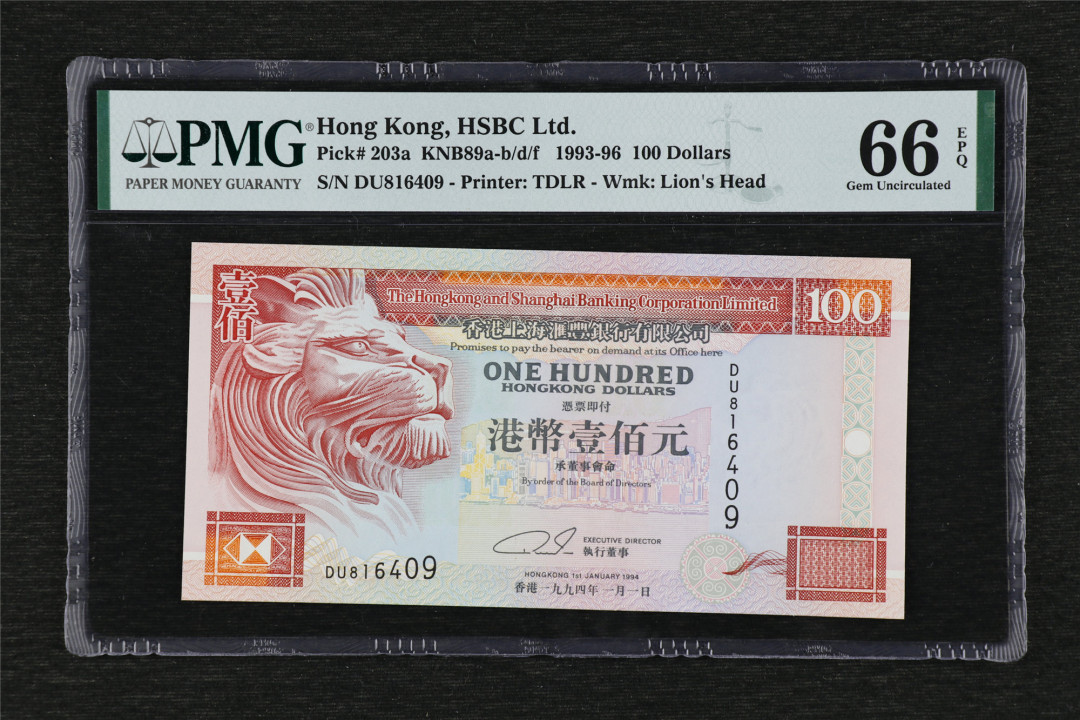 PMG®
PAPER MONEY GUARANTY
Hong Kong, HSBC Ltd.
Pick# 203a KNB89a-b/d/f 1993-96 100 Dollars
S/N DU816409 - Printer: TDLR - Wmk: Lion's Head
66
EPQ
Gem Uncirculated
壹佰
The Hongkong and Shanghai Banking Corporation Limited
100
香港上海滙豐銀行有限公司
Promises to pay the bearer on demand at its Office here
ONE HUNDRED
HONGKONG DOLLARS
憑票即付
港幣壹佰元
承董事會命
By order of the Board of Directors
DU816409
EXECUTIVE DIRECTOR
執行董事
DU816409
HONGKONG 1st JANUARY 1994
香港一九九四年一月一日